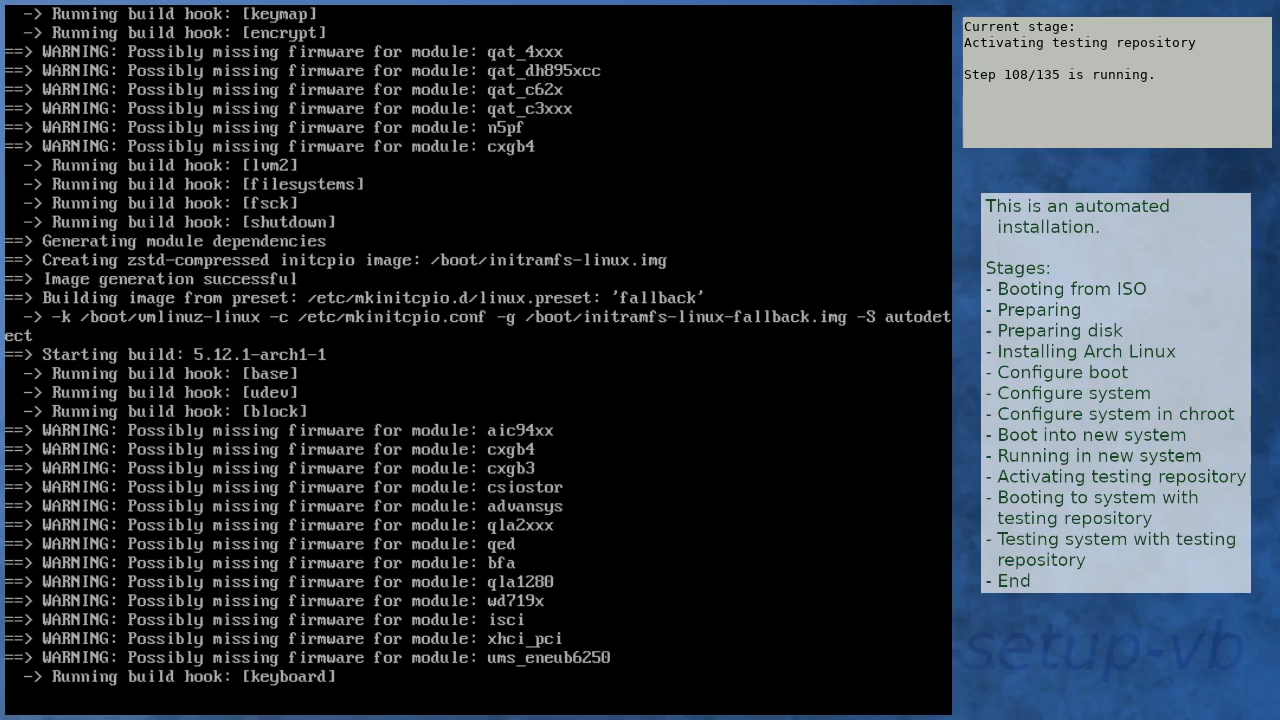 -> Running build hook: [keymap]
-> Running build hook: [encrypt]
==> WARNING: Possibly missing firmware for module: qat_4xxx
==> WARNING: Possibly missing firmware for module: qat_dh895xcc
==> WARNING: Possibly missing firmware for module: qat_c62x
==> WARNING: Possibly missing firmware for module: qat_c3xxx
==> WARNING: Possibly missing firmware for module: n5pf
==> WARNING: Possibly missing firmware for module: cxgb4
-> Running build hook: [lvm2]
-> Running build hook: [filesystems]
-> Running build hook: [fsck]
-> Running build hook: [shutdown]
==> Generating module dependencies
==> Creating zstd-compressed initcpio image: /boot/initramfs-linux.img
==> Image generation successful
==> Building image from preset: /etc/mkinitcpio.d/linux.preset: 'fallback'
-> -k /boot/vmlinuz-linux -c /etc/mkinitcpio.conf -g /boot/initramfs-linux-fallback.img -S autodet
ect
==> Starting build: 5.12.1-arch1-1
-> Running build hook: [base]
-> Running build hook: [udev]
-> Running build hook: [block]
==> WARNING: Possibly missing firmware for module: aic94xx
==> WARNING: Possibly missing firmware for module: cxgb4
==> WARNING: Possibly missing firmware for module: cxgb3
==> WARNING: Possibly missing firmware for module: csiostor
==> WARNING: Possibly missing firmware for module: advansys
==> WARNING: Possibly missing firmware for module: qla2xxx
==> WARNING: Possibly missing firmware for module: qed
==> WARNING: Possibly missing firmware for module: bfa
==> WARNING: Possibly missing firmware for module: qla1280
==> WARNING: Possibly missing firmware for module: wd719x
==> WARNING: Possibly missing firmware for module: isci
==> WARNING: Possibly missing firmware for module: xhci_pci
==> WARNING: Possibly missing firmware for module: ums_eneub6250
-> Running build hook: [keyboard]
Current stage:
Activating testing repository
Step 108/135 is running.
This is an automated
installation.
Stages:
- Booting from ISO
- Preparing
- Preparing disk
- Installing Arch Linux
- Configure boot
- Configure system
- Configure system in chroot
- Boot into new system
- Running in new system
- Activating testing repository
- Booting to system with
testing repository
- Testing system with testing
repository
- End
-setup-vb